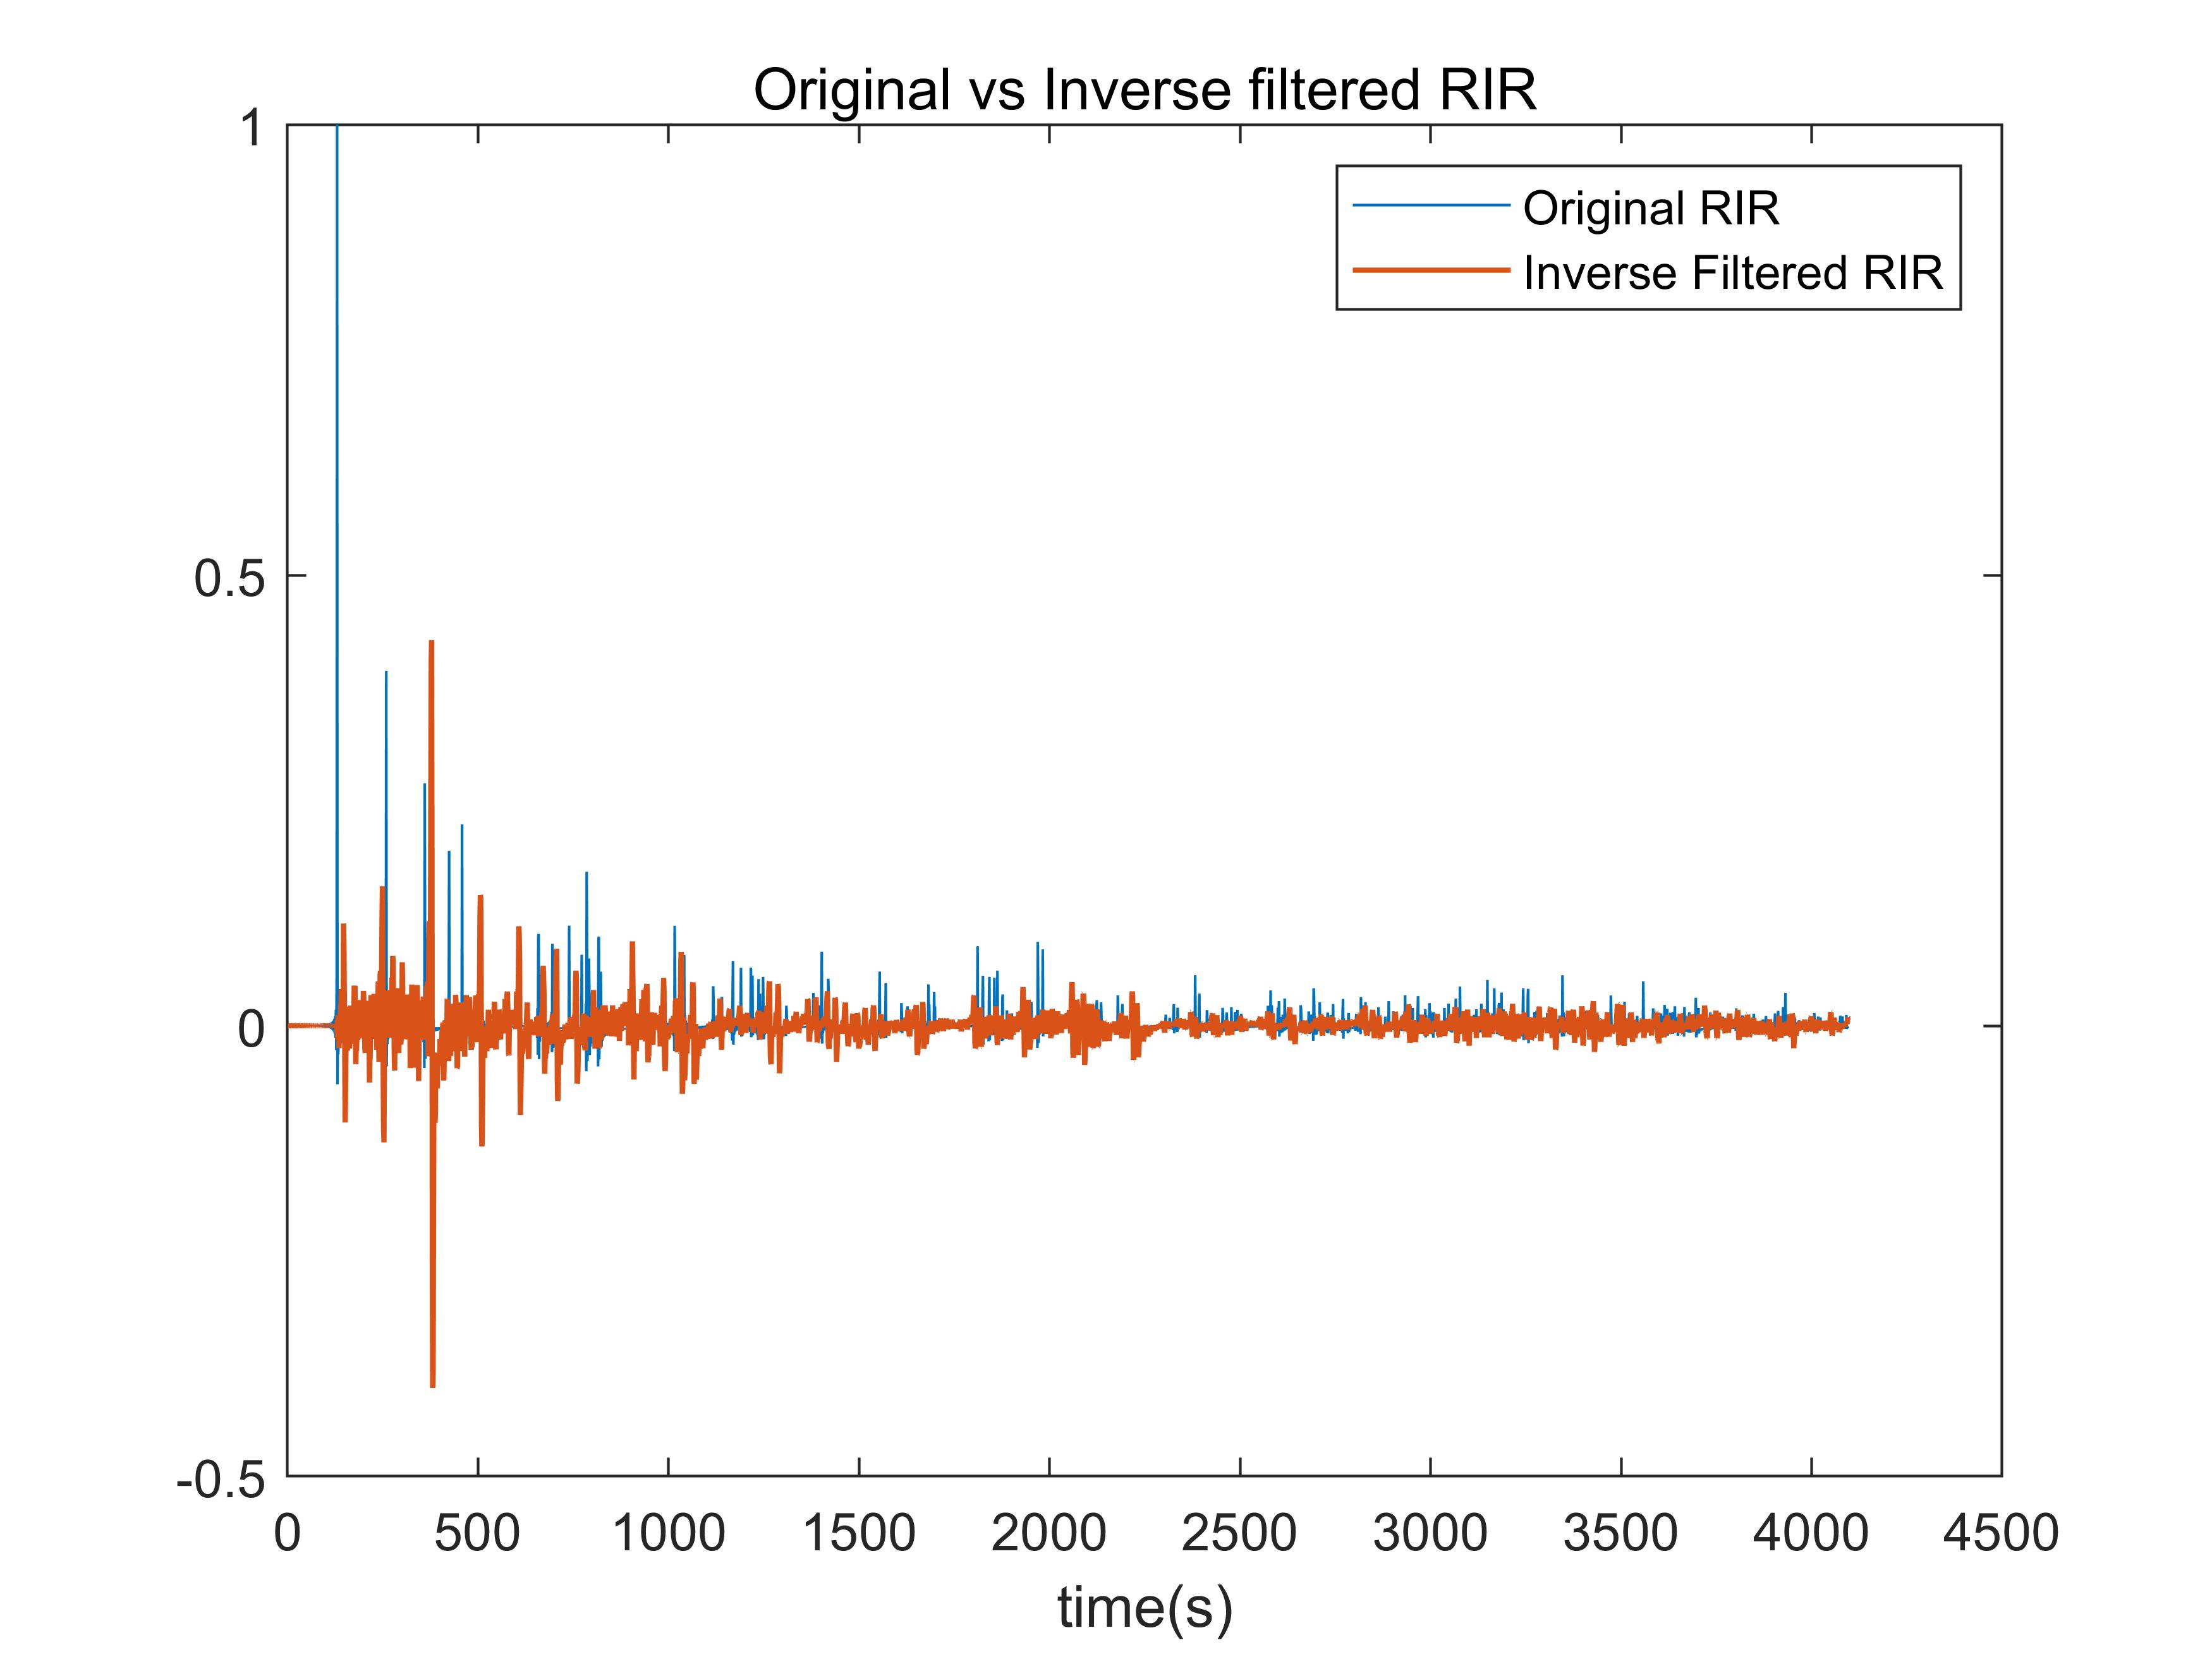 Original vs Inverse filtered RIR
1
Original RIR
Inverse Filtered RIR
0.5
0
-0.5
0 500 1000 1500 2000 2500 3000 3500 4000 4500
time(s)